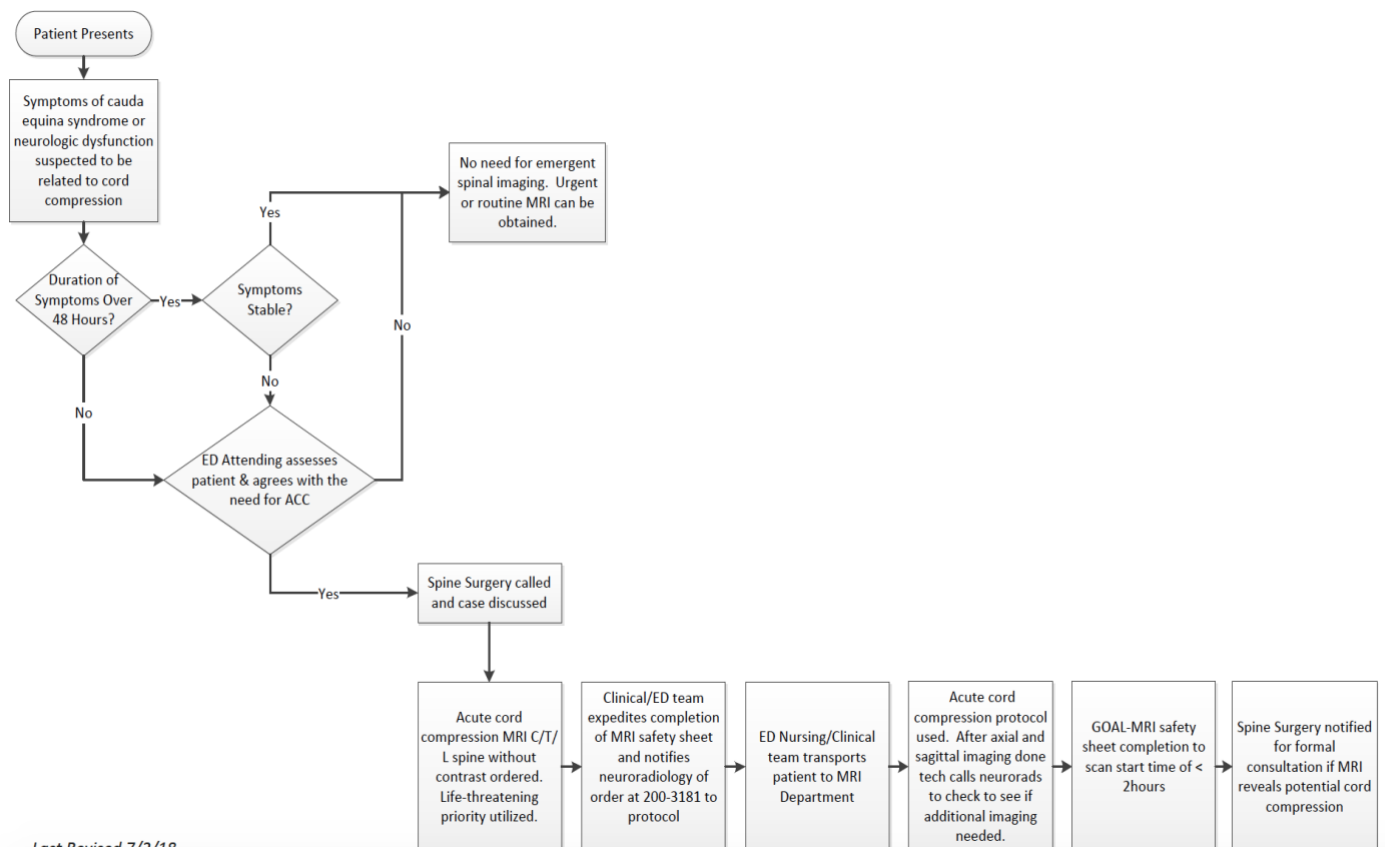 Patient Presents
Symptoms of cauda
equina syndrome or
neurologic dysfunction
suspected to be
related to cord
compression
Duration of
Symptoms Over
48 Hours?
Yes
Symptoms
Stable?
Yes
No need for emergent
spinal imaging. Urgent
or routine MRI can be
obtained.
No
No
No
ED Attending assesses
patient & agrees with the
need for ACC
Yes
Spine Surgery called
and case discussed
Acute cord
compression MRI C/T/
L spine without
contrast ordered.
Life-threatening
priority utilized.
Clinical/ED team
expedites completion
of MRI safety sheet
and notifies
neuroradiology of
order at 200-3181 to
protocol
ED Nursing/Clinical
team transports
patient to MRI
Department
Acute cord
compression protocol
used. After axial and
sagittal imaging done
tech calls neurorads
to check to see if
additional imaging
needed.
GOAL-MRI safety
sheet completion to
scan start time of <
2hours
Spine Surgery notified
for formal
consultation if MRI
reveals potential cord
compression
Last Revised 7/2/18